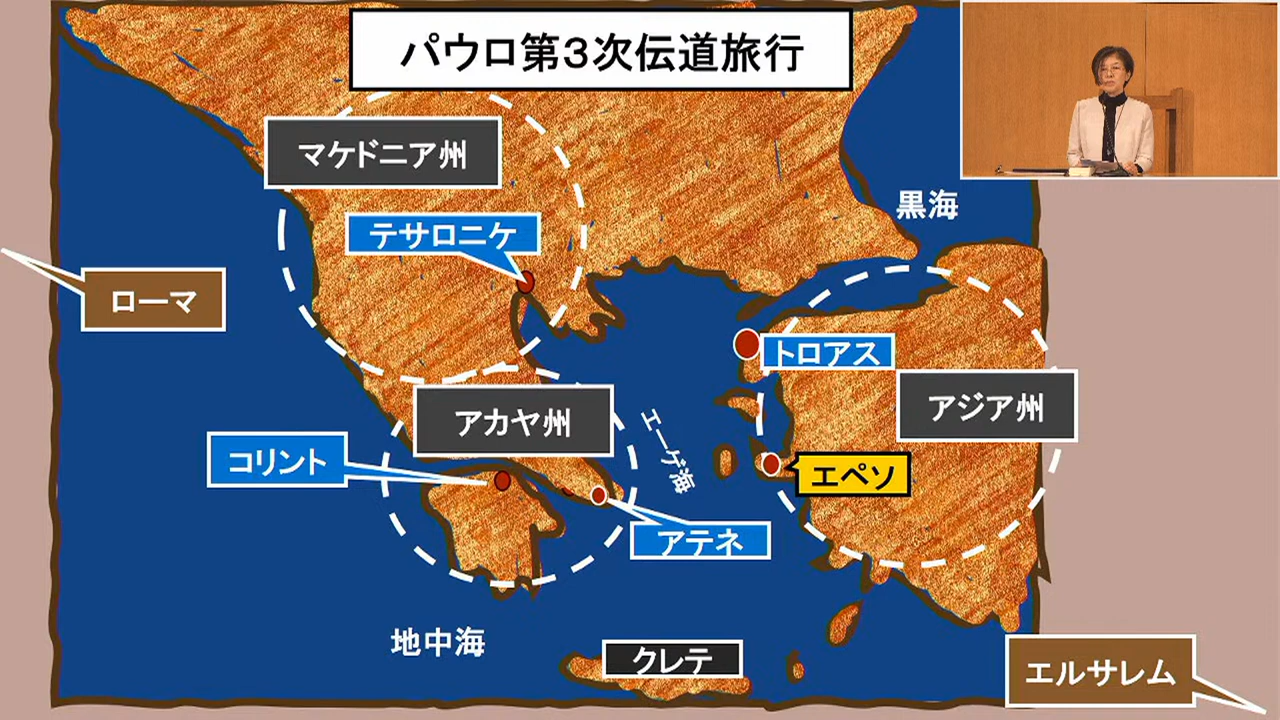 パウロ第３次伝道旅行
マケドニア州
黒海
テサロニケ
ローマ
トロアス
アジア州
アカヤ州
エーゲ海
コリント
エペソ
アテネ
地中海
クレテ
エルサレム